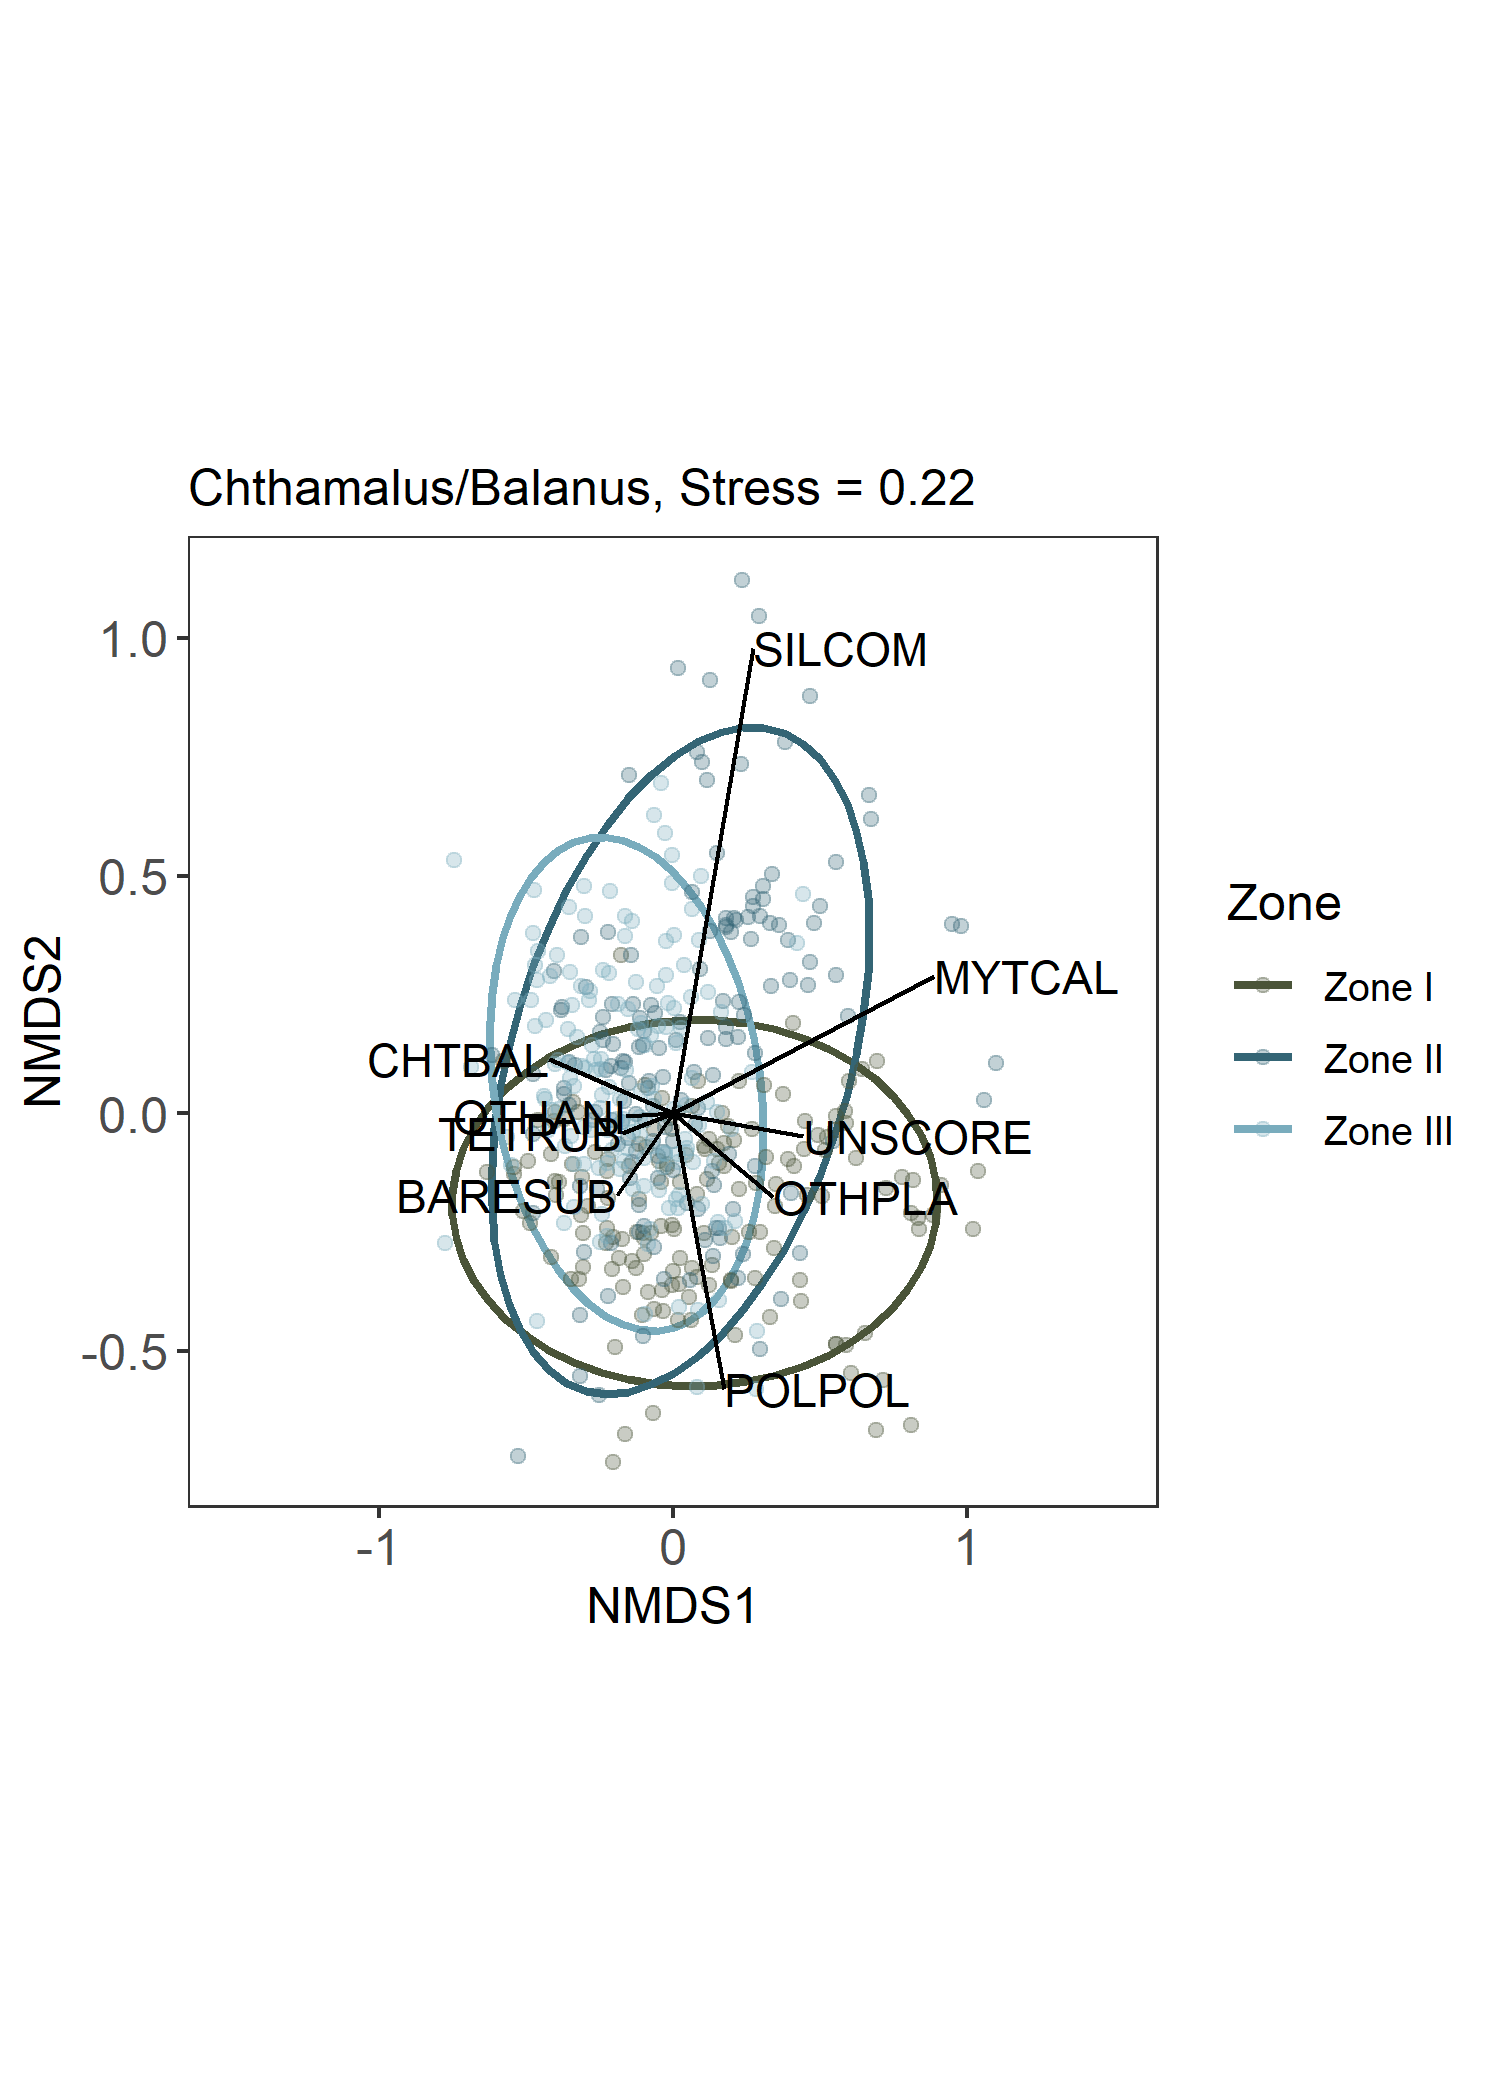 Chthamalus/Balanus, Stress = 0.22
1.0
SILCOM
0.5
Zone
MYTCAL
Zone I
NMDS2
CHTBAL
Zone II
0.0
OTHANI
TETRUB
UNSCORE
Zone III
BARESUB
OTHPLA
-0.5
POLPOL
-1
0
1
NMDS1